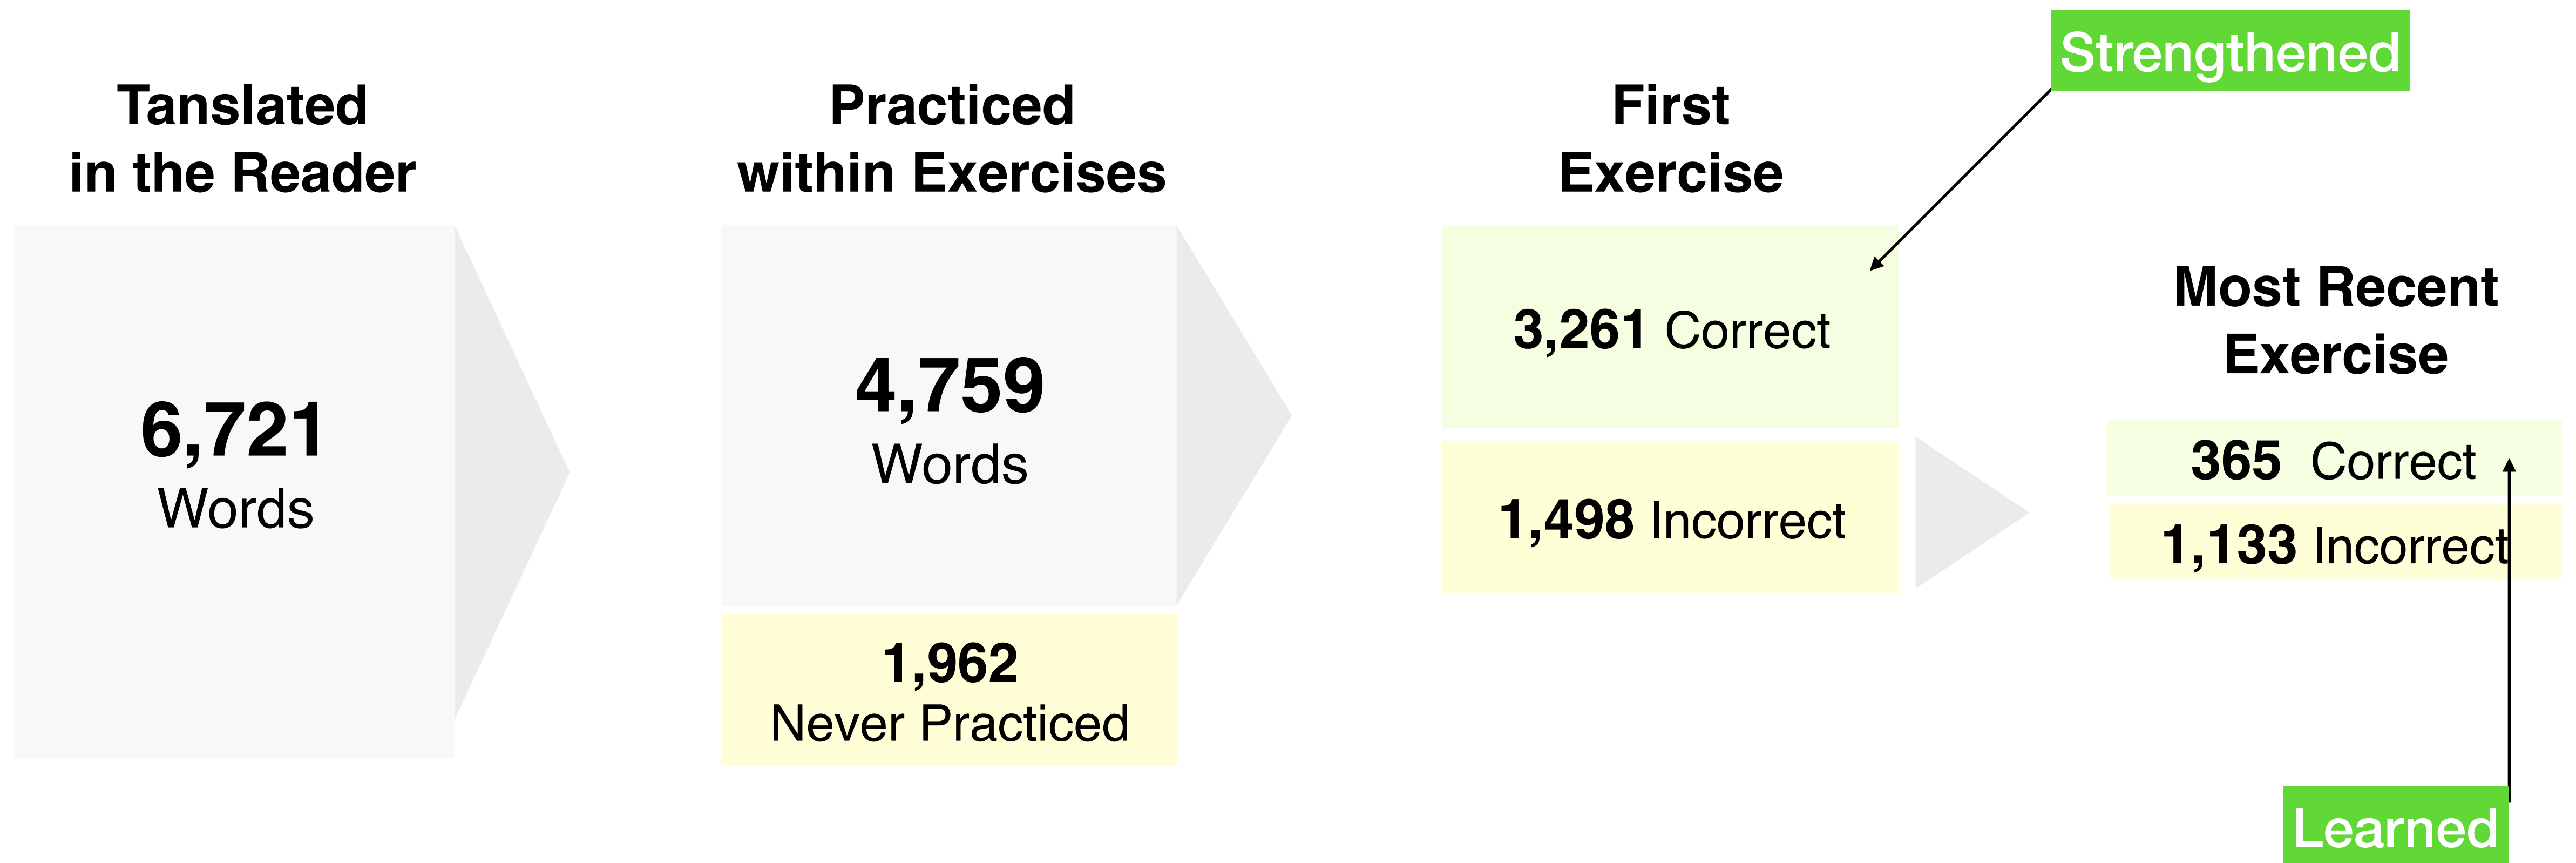 Tanslated
in the Reader
6,721
Words
Practiced
within Exercises
4,759
Words
1,962
Never Practiced
First
Exercise
3,261 Correct
1,498 Incorrect
Strengthened
Most Recent
Exercise
365 Correct
1,133 Incorrect
Learned